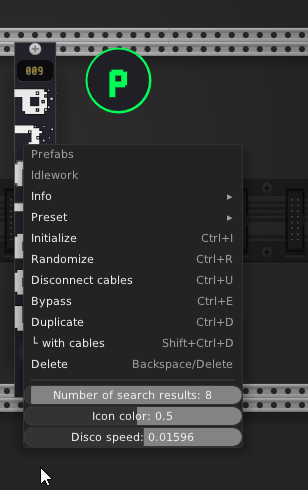 009
P
Prefabs
Idlework
Info ▸
Preset ▸
Initialize Ctrl+I
Randomize Ctrl+R
Disconnect cables Ctrl+U
Bypass Ctrl+E
Duplicate Ctrl+D
└ with cables Shift+Ctrl+D
Delete Backspace/Delete
Number of search results: 8
Icon color: 0.5
Disco speed: 0.01596